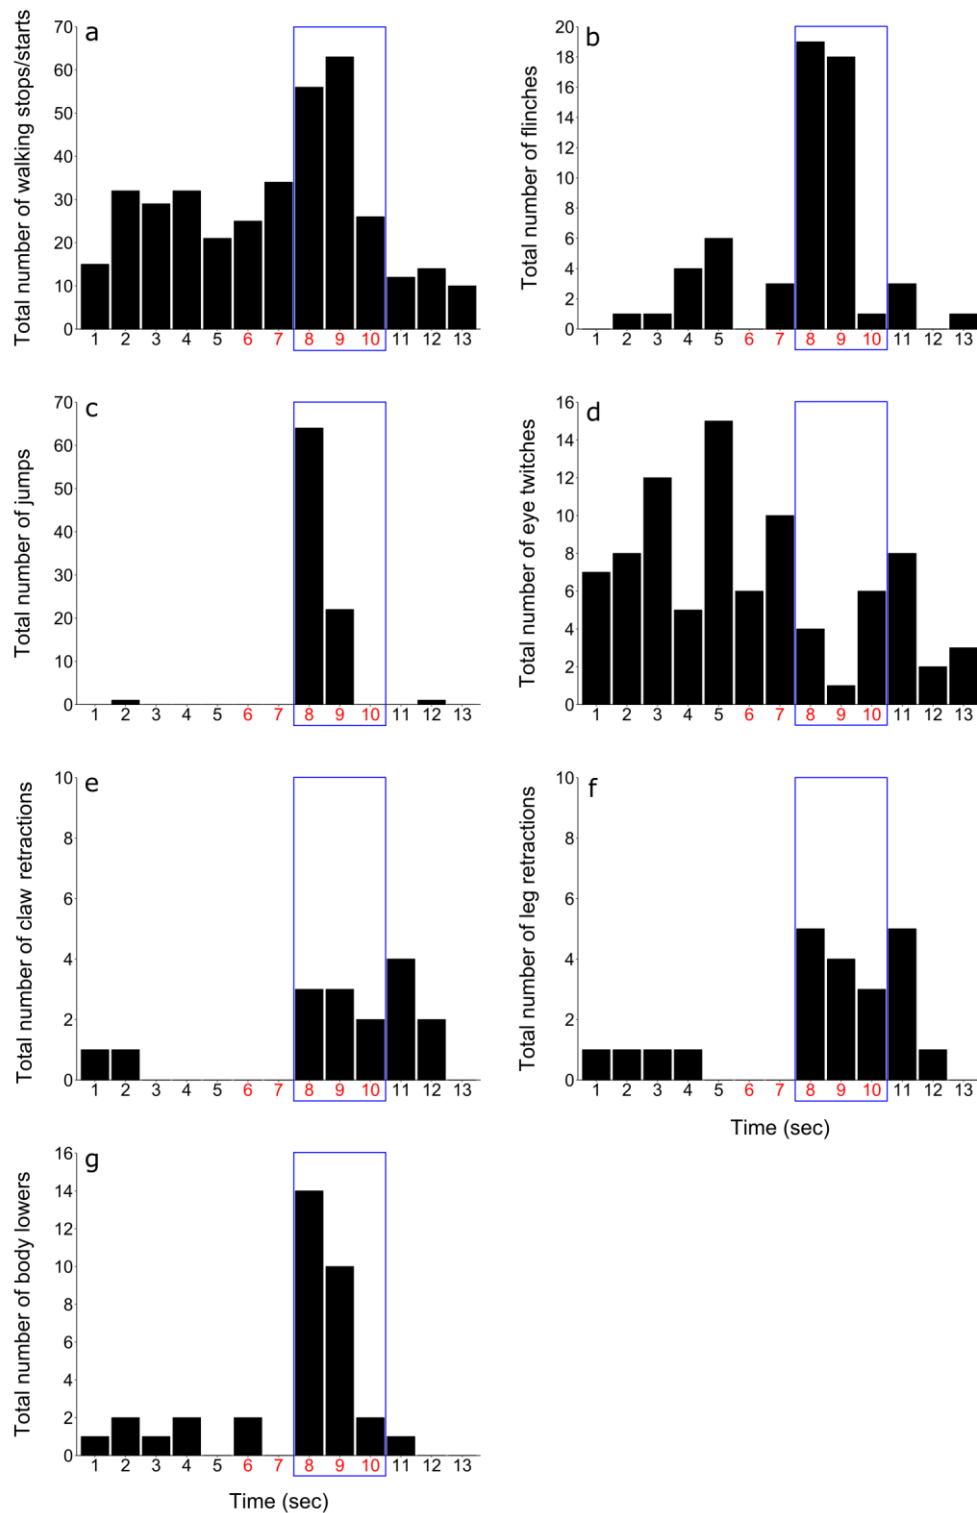 a
Total number of walking stops/starts
70
60
50
40
30
20
10
0
1 2 3 4 5 6 7 8 9 10 11 12 13
b
Total number of flinches
20
18
16
14
12
10
8
6
4
2
0
1 2 3 4 5 6 7 8 9 10 11 12 13
c
Total number of jumps
70
60
50
40
30
20
10
0
1 2 3 4 5 6 7 8 9 10 11 12 13
d
Total number of eye twitches
16
14
12
10
8
6
4
2
0
1 2 3 4 5 6 7 8 9 10 11 12 13
e
Total number of claw retractions
10
8
6
4
2
0
1 2 3 4 5 6 7 8 9 10 11 12 13
f
Total number of leg retractions
10
8
6
4
2
0
1 2 3 4 5 6 7 8 9 10 11 12 13
Time (sec)
g
Total number of body lowers
16
14
12
10
8
6
4
2
0
1 2 3 4 5 6 7 8 9 10 11 12 13
Time (sec)